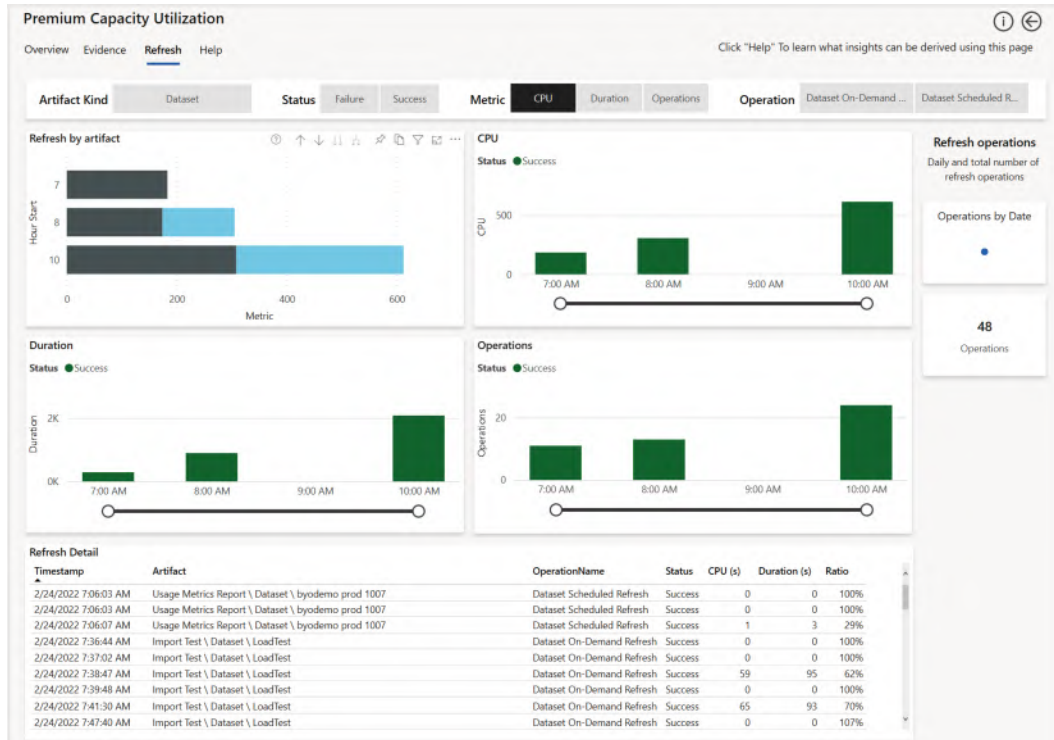 Premium Capacity Utilization
Overview Evidence Refresh Help
Click "Help" To learn what insights can be derived using this page
Artifact Kind Dataset Status Failure Success Metric CPU Duration Operations Operation Dataset On-Demand ... Dataset Scheduled R...
Refresh by artifact
Hour Start
7
8
10
0 200 400 600
Metric
CPU
Status Success
CPU
500
0
7:00 AM 8:00 AM 9:00 AM 10:00 AM
Refresh operations
Daily and total number of
refresh operations
Operations by Date
48
Operations
Duration
Status Success
Duration
2K
0K
7:00 AM 8:00 AM 9:00 AM 10:00 AM
Operations
Status Success
Operations
20
0
7:00 AM 8:00 AM 9:00 AM 10:00 AM
Refresh Detail
Timestamp Artifact OperationName Status CPU (s) Duration (s) Ratio
2/24/2022 7:06:03 AM Usage Metrics Report \ Dataset \ byodemo prod 1007 Dataset Scheduled Refresh Success 0 0 100%
2/24/2022 7:06:03 AM Usage Metrics Report \ Dataset \ byodemo prod 1007 Dataset Scheduled Refresh Success 0 0 100%
2/24/2022 7:06:07 AM Usage Metrics Report \ Dataset \ byodemo prod 1007 Dataset Scheduled Refresh Success 1 3 29%
2/24/2022 7:36:44 AM Import Test \ Dataset \ LoadTest Dataset On-Demand Refresh Success 0 0 100%
2/24/2022 7:37:02 AM Import Test \ Dataset \ LoadTest Dataset On-Demand Refresh Success 0 0 100%
2/24/2022 7:38:47 AM Import Test \ Dataset \ LoadTest Dataset On-Demand Refresh Success 59 95 62%
2/24/2022 7:39:48 AM Import Test \ Dataset \ LoadTest Dataset On-Demand Refresh Success 0 0 100%
2/24/2022 7:41:30 AM Import Test \ Dataset \ LoadTest Dataset On-Demand Refresh Success 65 93 70%
2/24/2022 7:47:40 AM Import Test \ Dataset \ LoadTest Dataset On-Demand Refresh Success 0 0 107%